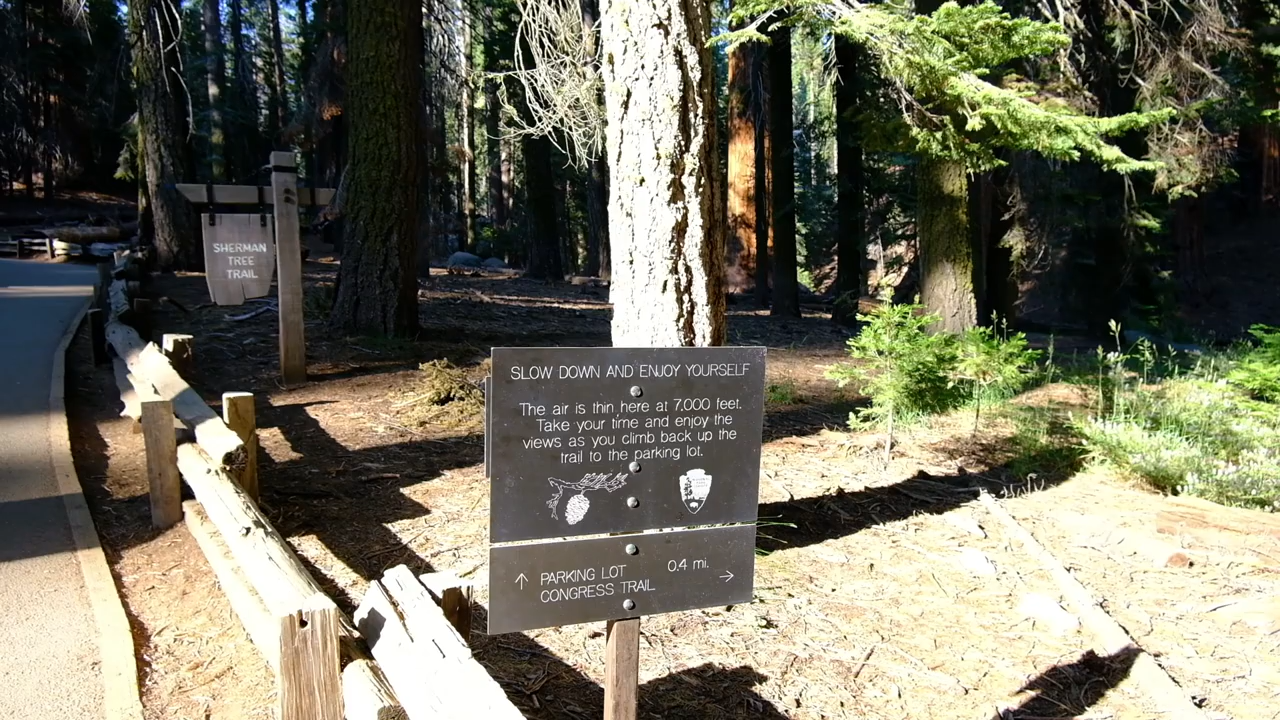 SHERMAN
TREE
TRAIL
SLOW DOWN AND ENJOY YOURSELF
The air is thin here at 7,000 feet.
Take your time and enjoy the
views as you climb back up the
trail to the parking lot.
↑ PARKING LOT 0.4 mi. →
CONGRESS TRAIL